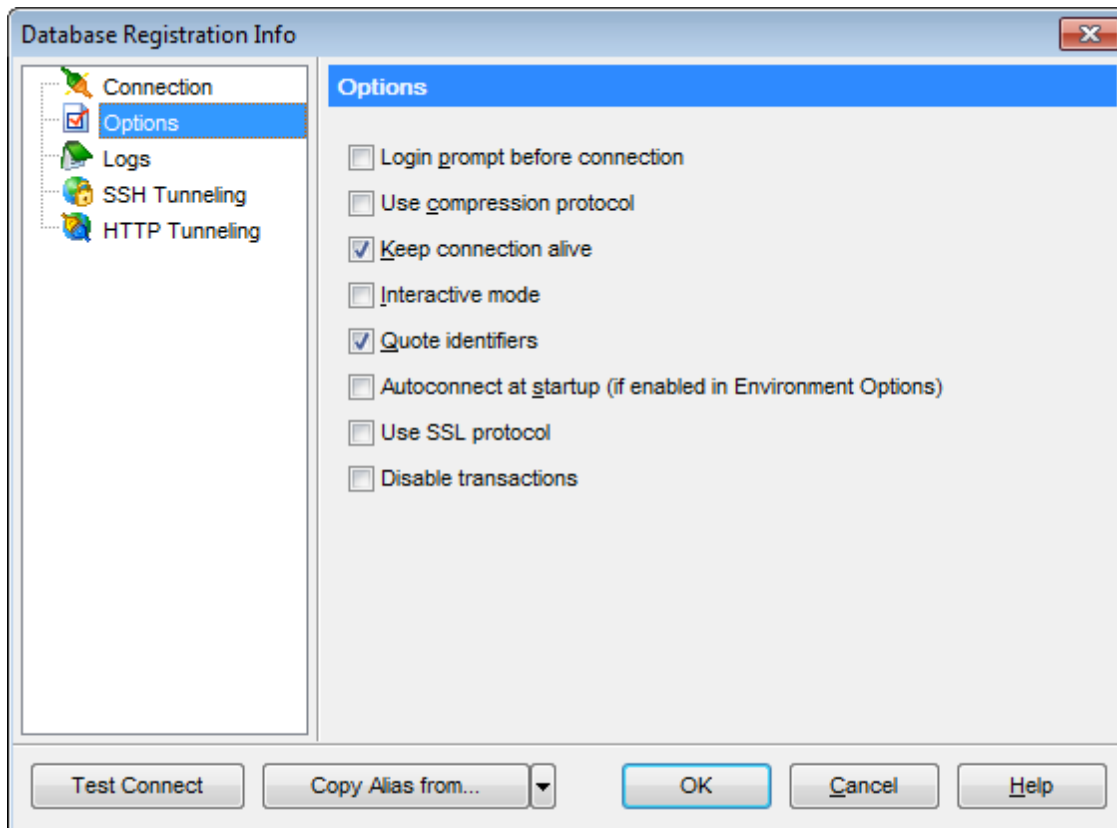 Database Registration Info
Connection
Options
Logs
SSH Tunneling
HTTP Tunneling
Options
Login prompt before connection
Use compression protocol
Keep connection alive
Interactive mode
Quote identifiers
Autoconnect at startup (if enabled in Environment Options)
Use SSL protocol
Disable transactions
Test Connect
Copy Alias from...
OK
Cancel
Help